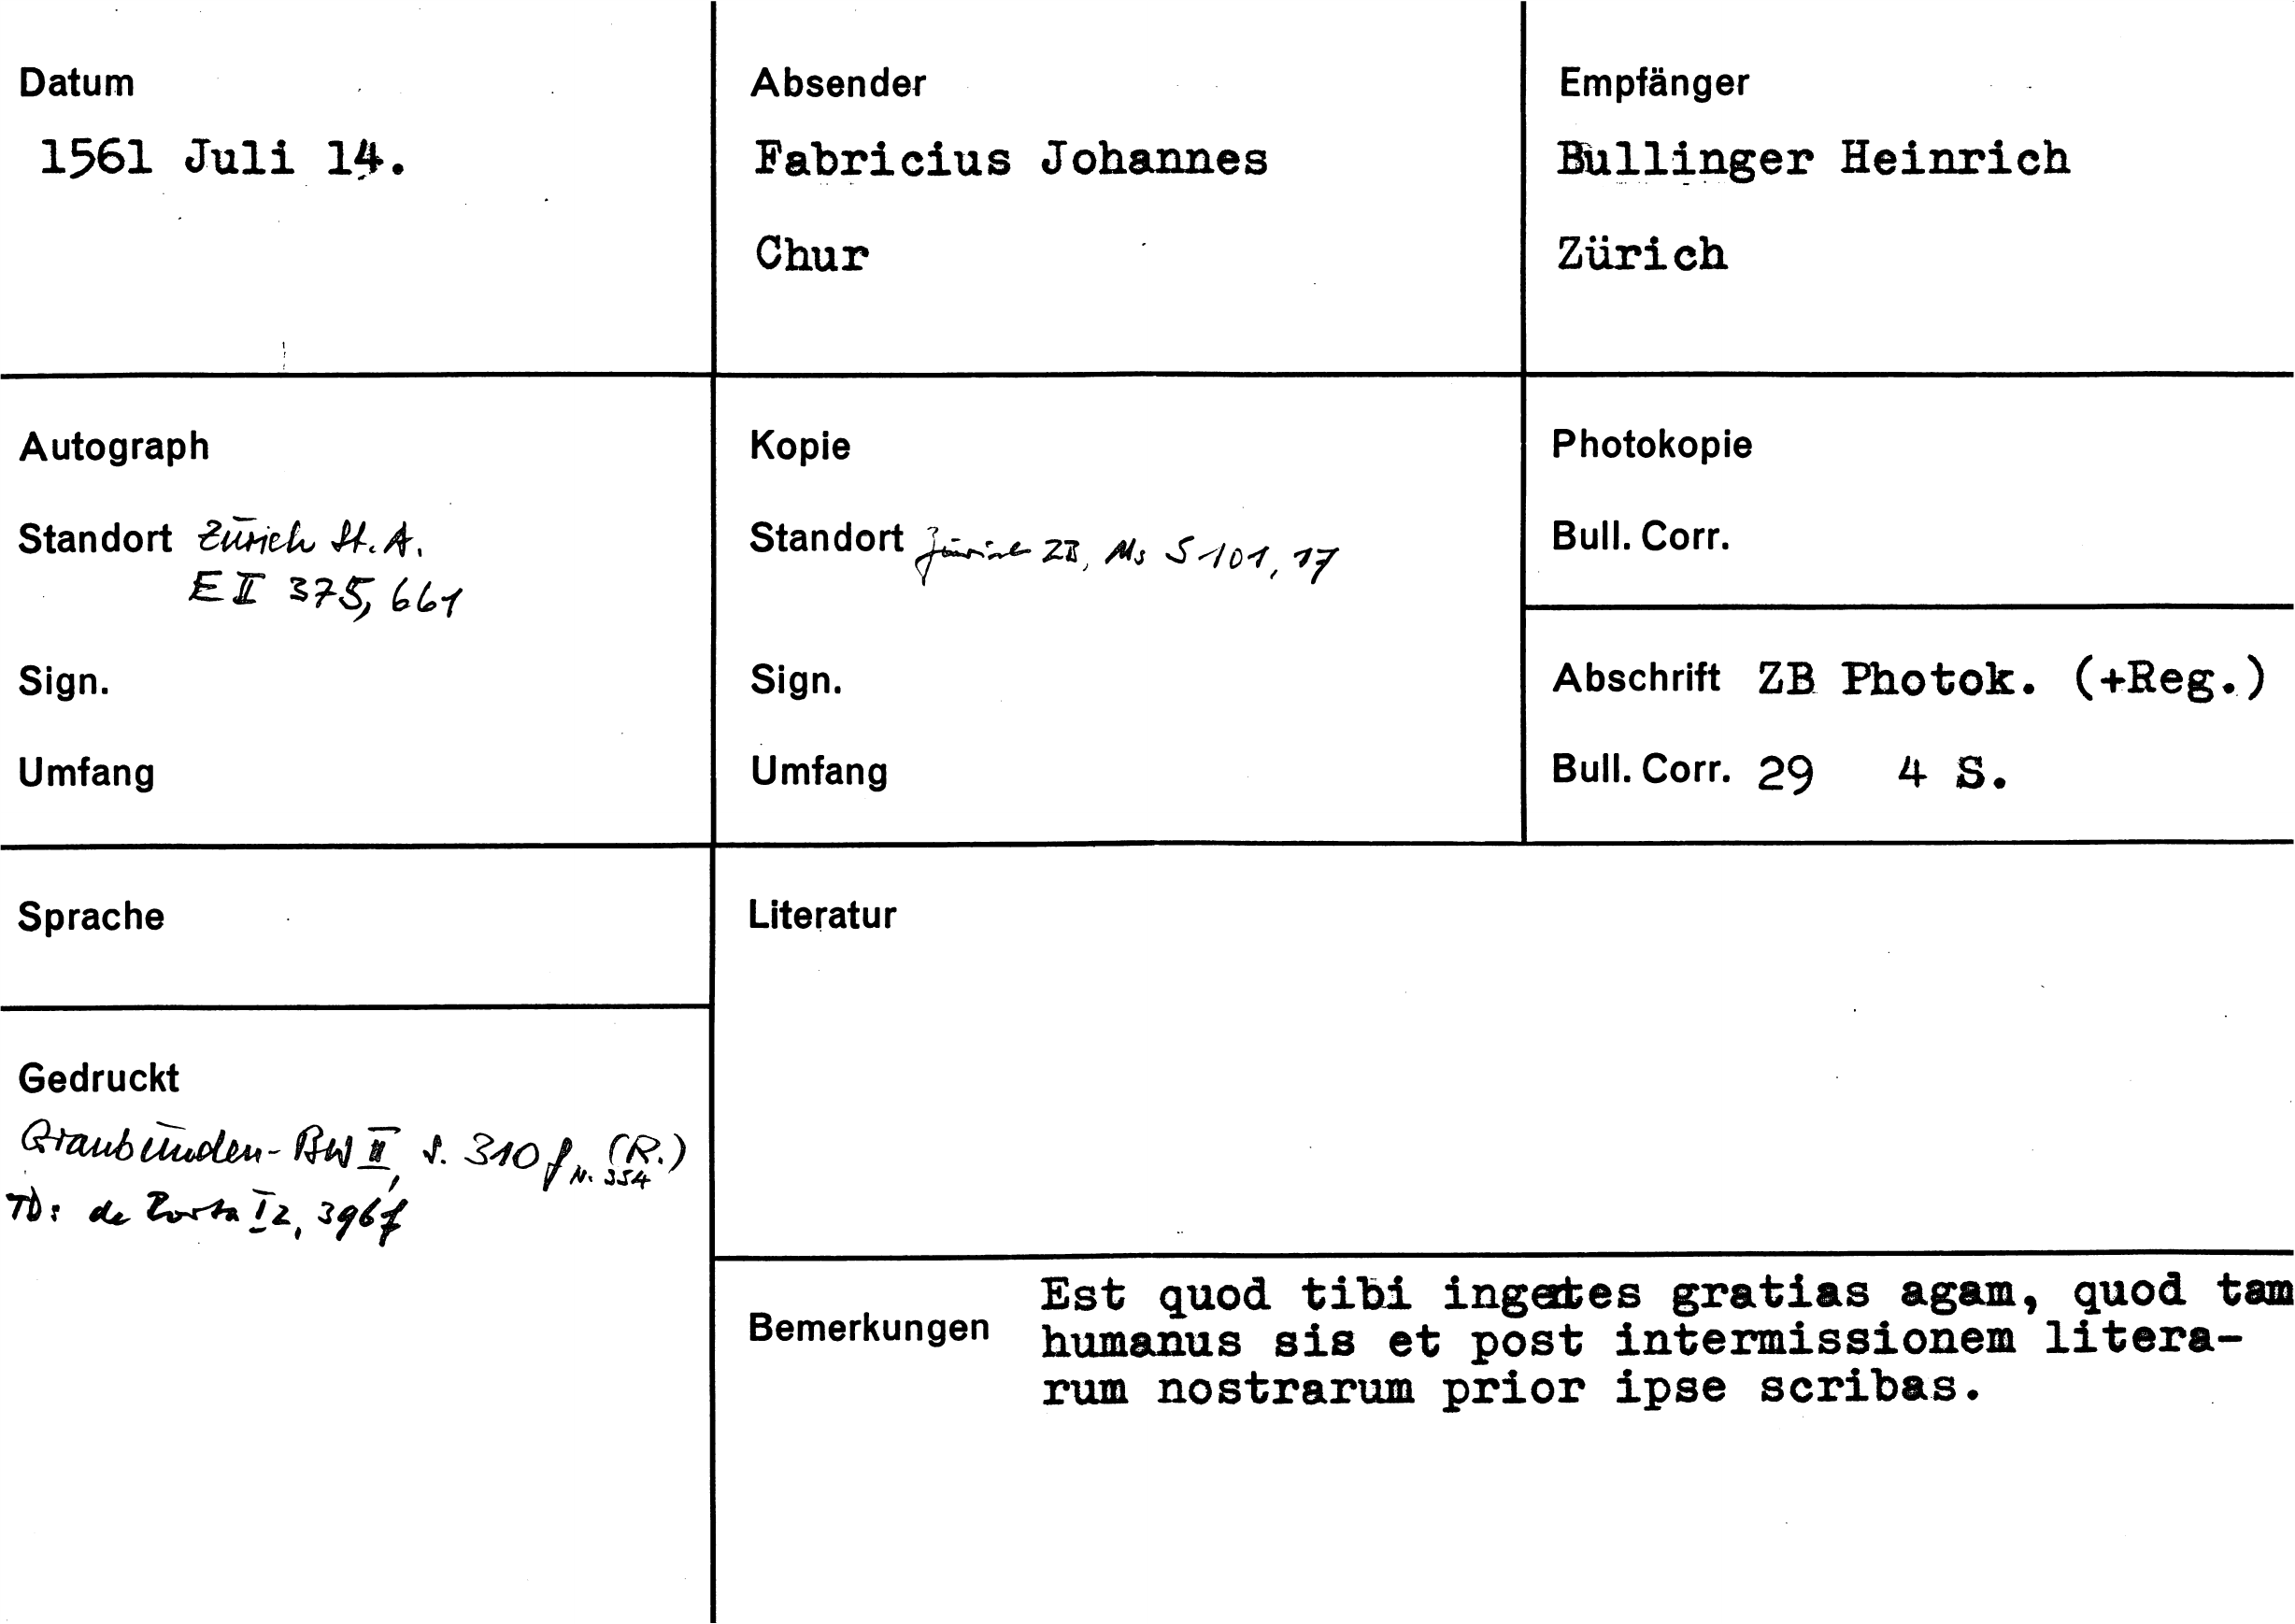 Datum
1561 Juli 14.
Absender
Fabricius Johannes
Chur
Empfänger
Bullinger Heinrich
Zürich
Autograph
Standort Zürich St. A.
E II 375, 661
Sign.
Umfang
Kopie
Standort Zürich ZB, Ms S 101, 17
Sign.
Umfang
Photokopie
Bull. Corr.
Abschrift ZB Photok. (+Reg.)
Bull. Corr. 29 4 S.
Sprache
Literatur
Gedruckt
Graubünden-BW II, S. 310 f (R.)
N. 354
TD: de Porta I 2, 396f
Bemerkungen
Est quod tibi ingentes gratias agam, quod tam
humanus sis et post intermissionem litera-
rum nostrarum prior ipse scribas.